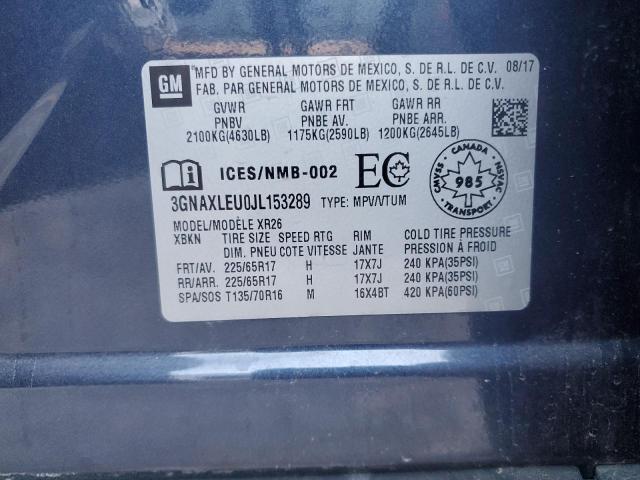 GM
MFD BY GENERAL MOTORS DE MEXICO, S. DE R.L. DE C.V. 08/17
FAB. PAR GENERAL MOTORS DE MEXICO, S. DE R.L. DE C.V.
GVWR GAWR FRT GAWR RR
PNBV PNBE AV. PNBE ARR.
2100KG(4630LB) 1175KG(2590LB) 1200KG(2645LB)
ICES/NMB-002 EC
CANADA
CMVSS NSVAC
985
TRANSPORT
3GNAXLEU0JL153289 TYPE: MPV/VTUM
MODEL/MODÈLE XR26
XBKN TIRE SIZE SPEED RTG RIM COLD TIRE PRESSURE
DIM. PNEU COTE VITESSE JANTE PRESSION À FROID
FRT/AV. 225/65R17 H 17X7J 240 KPA(35PSI)
RR/ARR. 225/65R17 H 17X7J 240 KPA(35PSI)
SPA/SOS T135/70R16 M 16X4BT 420 KPA(60PSI)